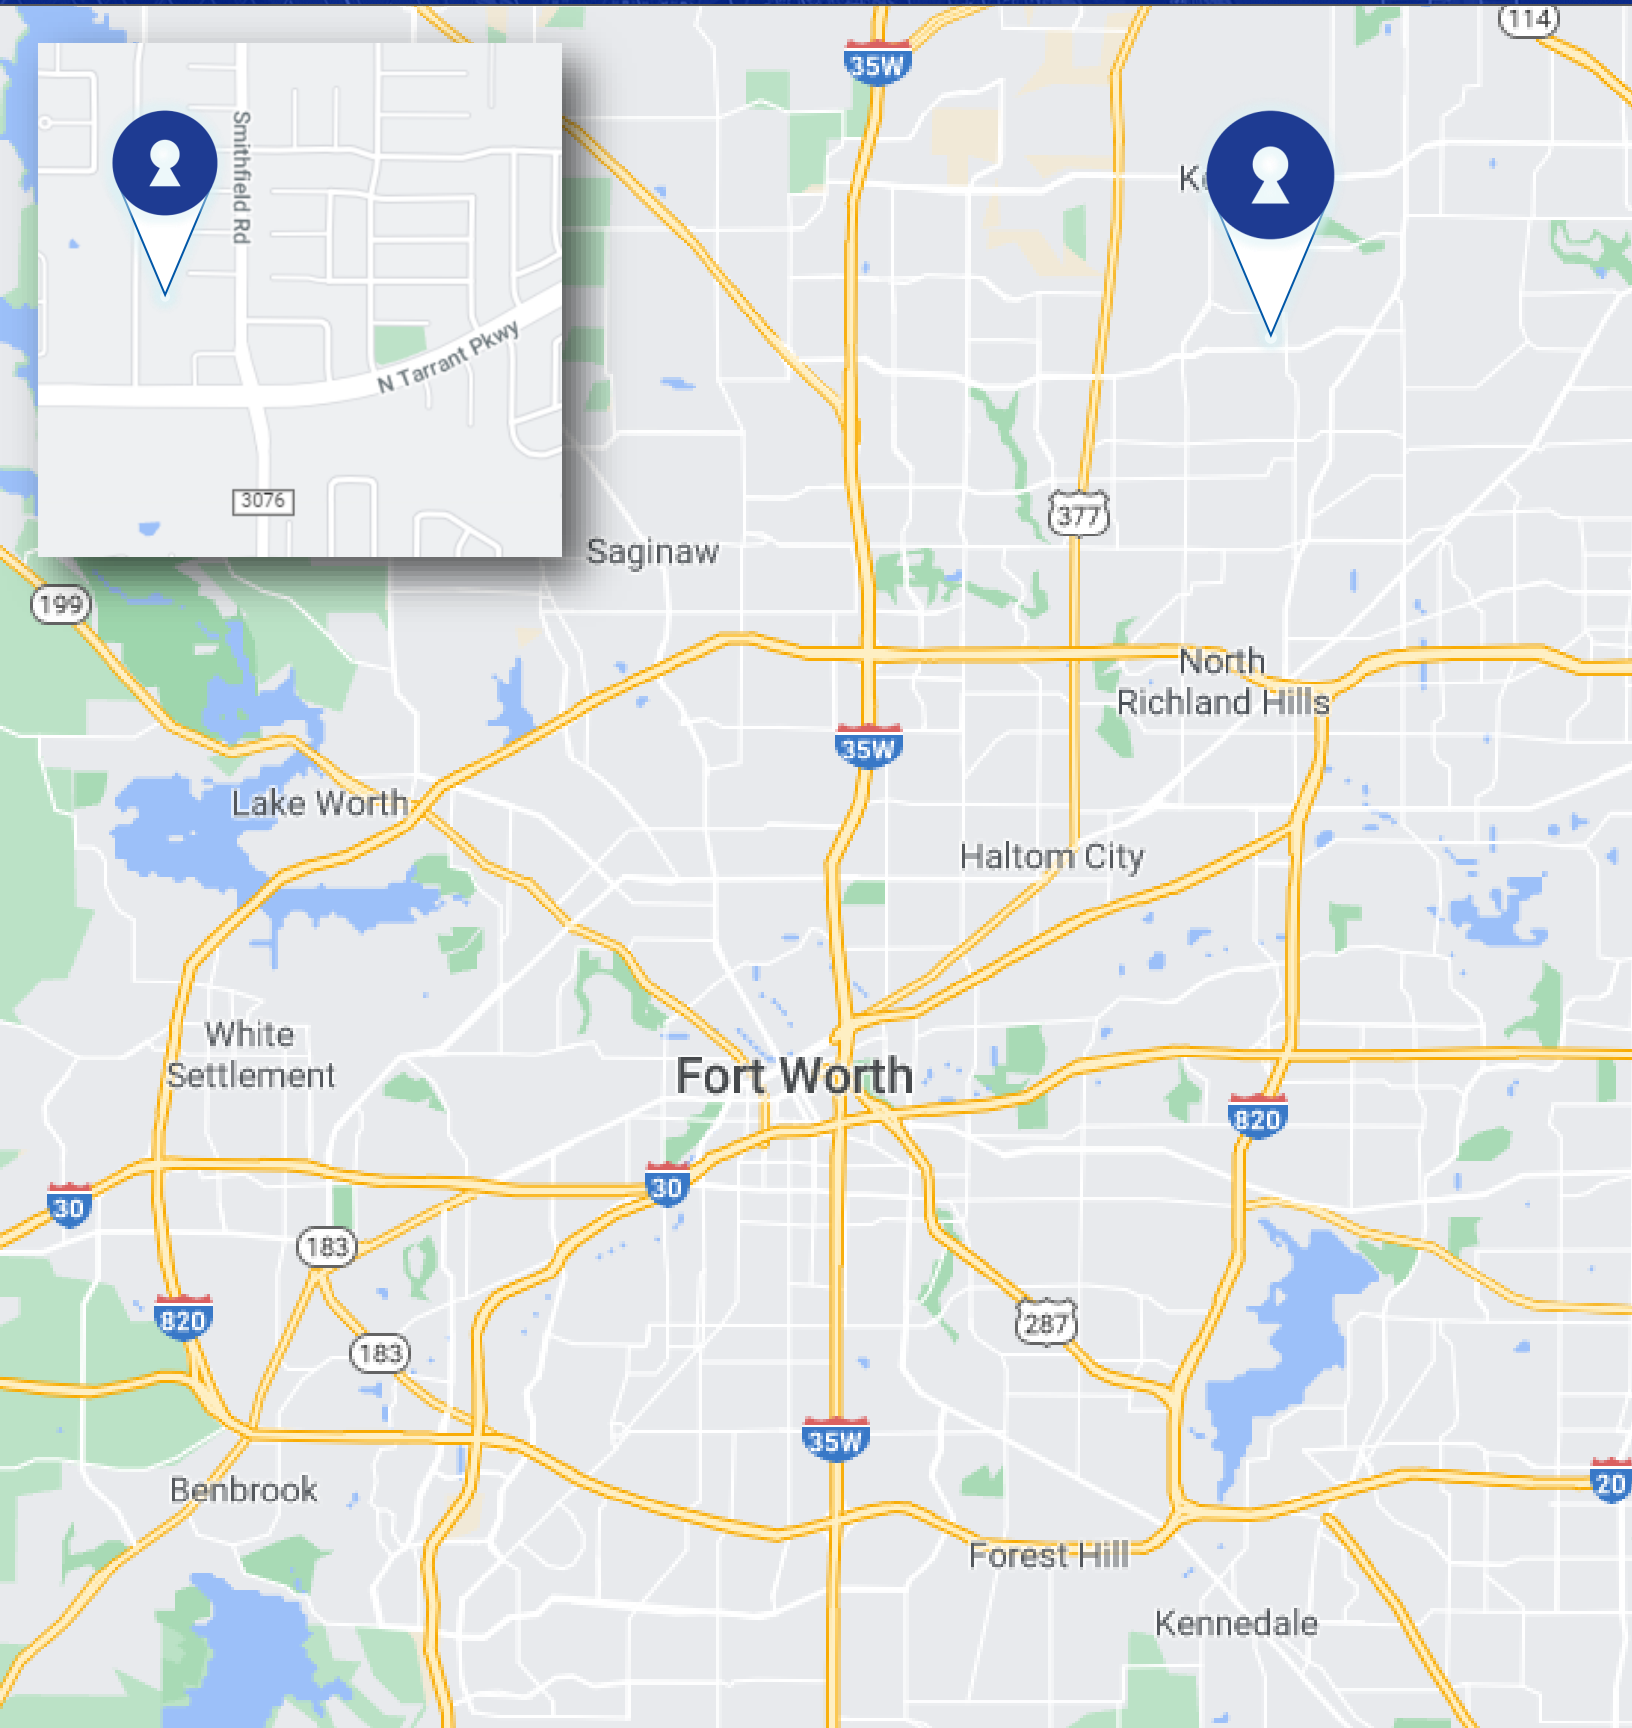 114
35W
Smithfield Rd
N Tarrant Pkwy
3076
377
Saginaw
199
North
Richland Hills
35W
Lake Worth
Haltom City
White
Settlement
Fort Worth
820
30
30
183
820
287
183
35W
20
Benbrook
Forest Hill
Kennedale